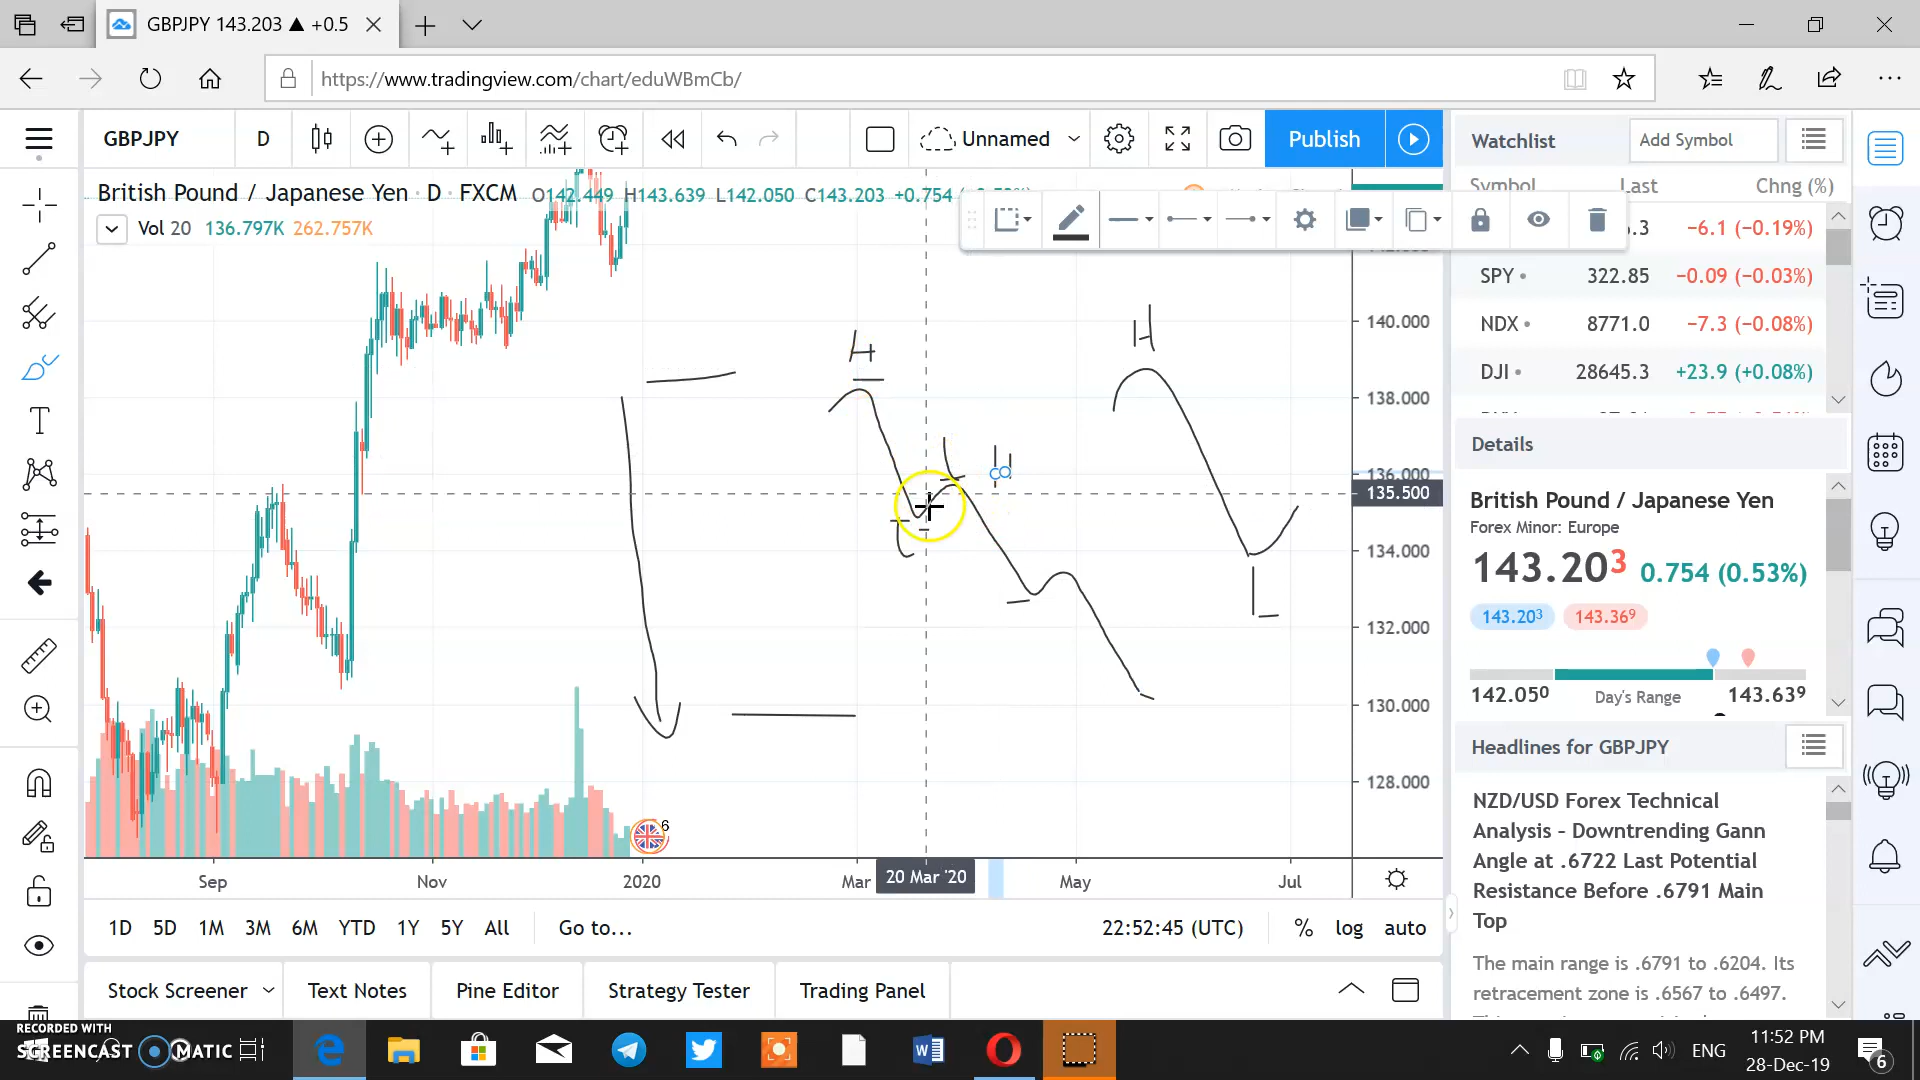 GBPJPY 143.203 ▲ +0.5
https://www.tradingview.com/chart/eduWBmCb/
GBPJPY D Unnamed Publish
Watchlist Add Symbol
British Pound / Japanese Yen · D · FXCM O142.449 H143.639 L142.050 C143.203 +0.754
Symbol Last Chng (%)
Vol 20 136.797K 262.757K
.3 −6.1 (−0.19%)
SPY • 322.85 −0.09 (−0.03%)
NDX • 8771.0 −7.3 (−0.08%)
DJI • 28645.3 +23.9 (+0.08%)
140.000
138.000
136.000
135.500
134.000
132.000
130.000
128.000
H
H
L
H
L
L
Details
British Pound / Japanese Yen
Forex Minor: Europe
143.203 0.754 (0.53%)
143.203 143.369
142.050 Day's Range 143.639
Headlines for GBPJPY
NZD/USD Forex Technical
Analysis – Downtrending Gann
Angle at .6722 Last Potential
Resistance Before .6791 Main
Top
The main range is .6791 to .6204. Its
retracement zone is .6567 to .6497.
6
Sep Nov 2020 Mar 20 Mar '20 May Jul
1D 5D 1M 3M 6M YTD 1Y 5Y All Go to... 22:52:45 (UTC) % log auto
Stock Screener Text Notes Pine Editor Strategy Tester Trading Panel
RECORDED WITH
SCREENCAST MATIC
ENG
11:52 PM
28-Dec-19
6